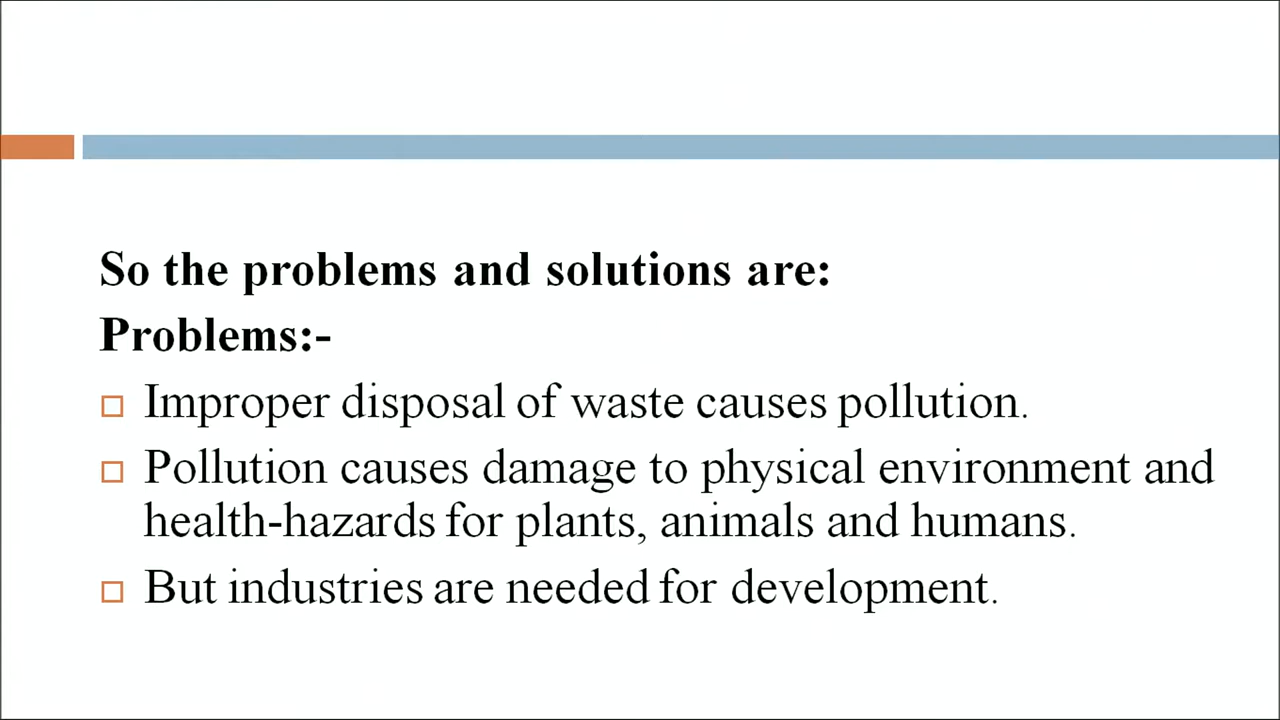 So the problems and solutions are:
Problems:-
Improper disposal of waste causes pollution.
Pollution causes damage to physical environment and
health-hazards for plants, animals and humans.
But industries are needed for development.